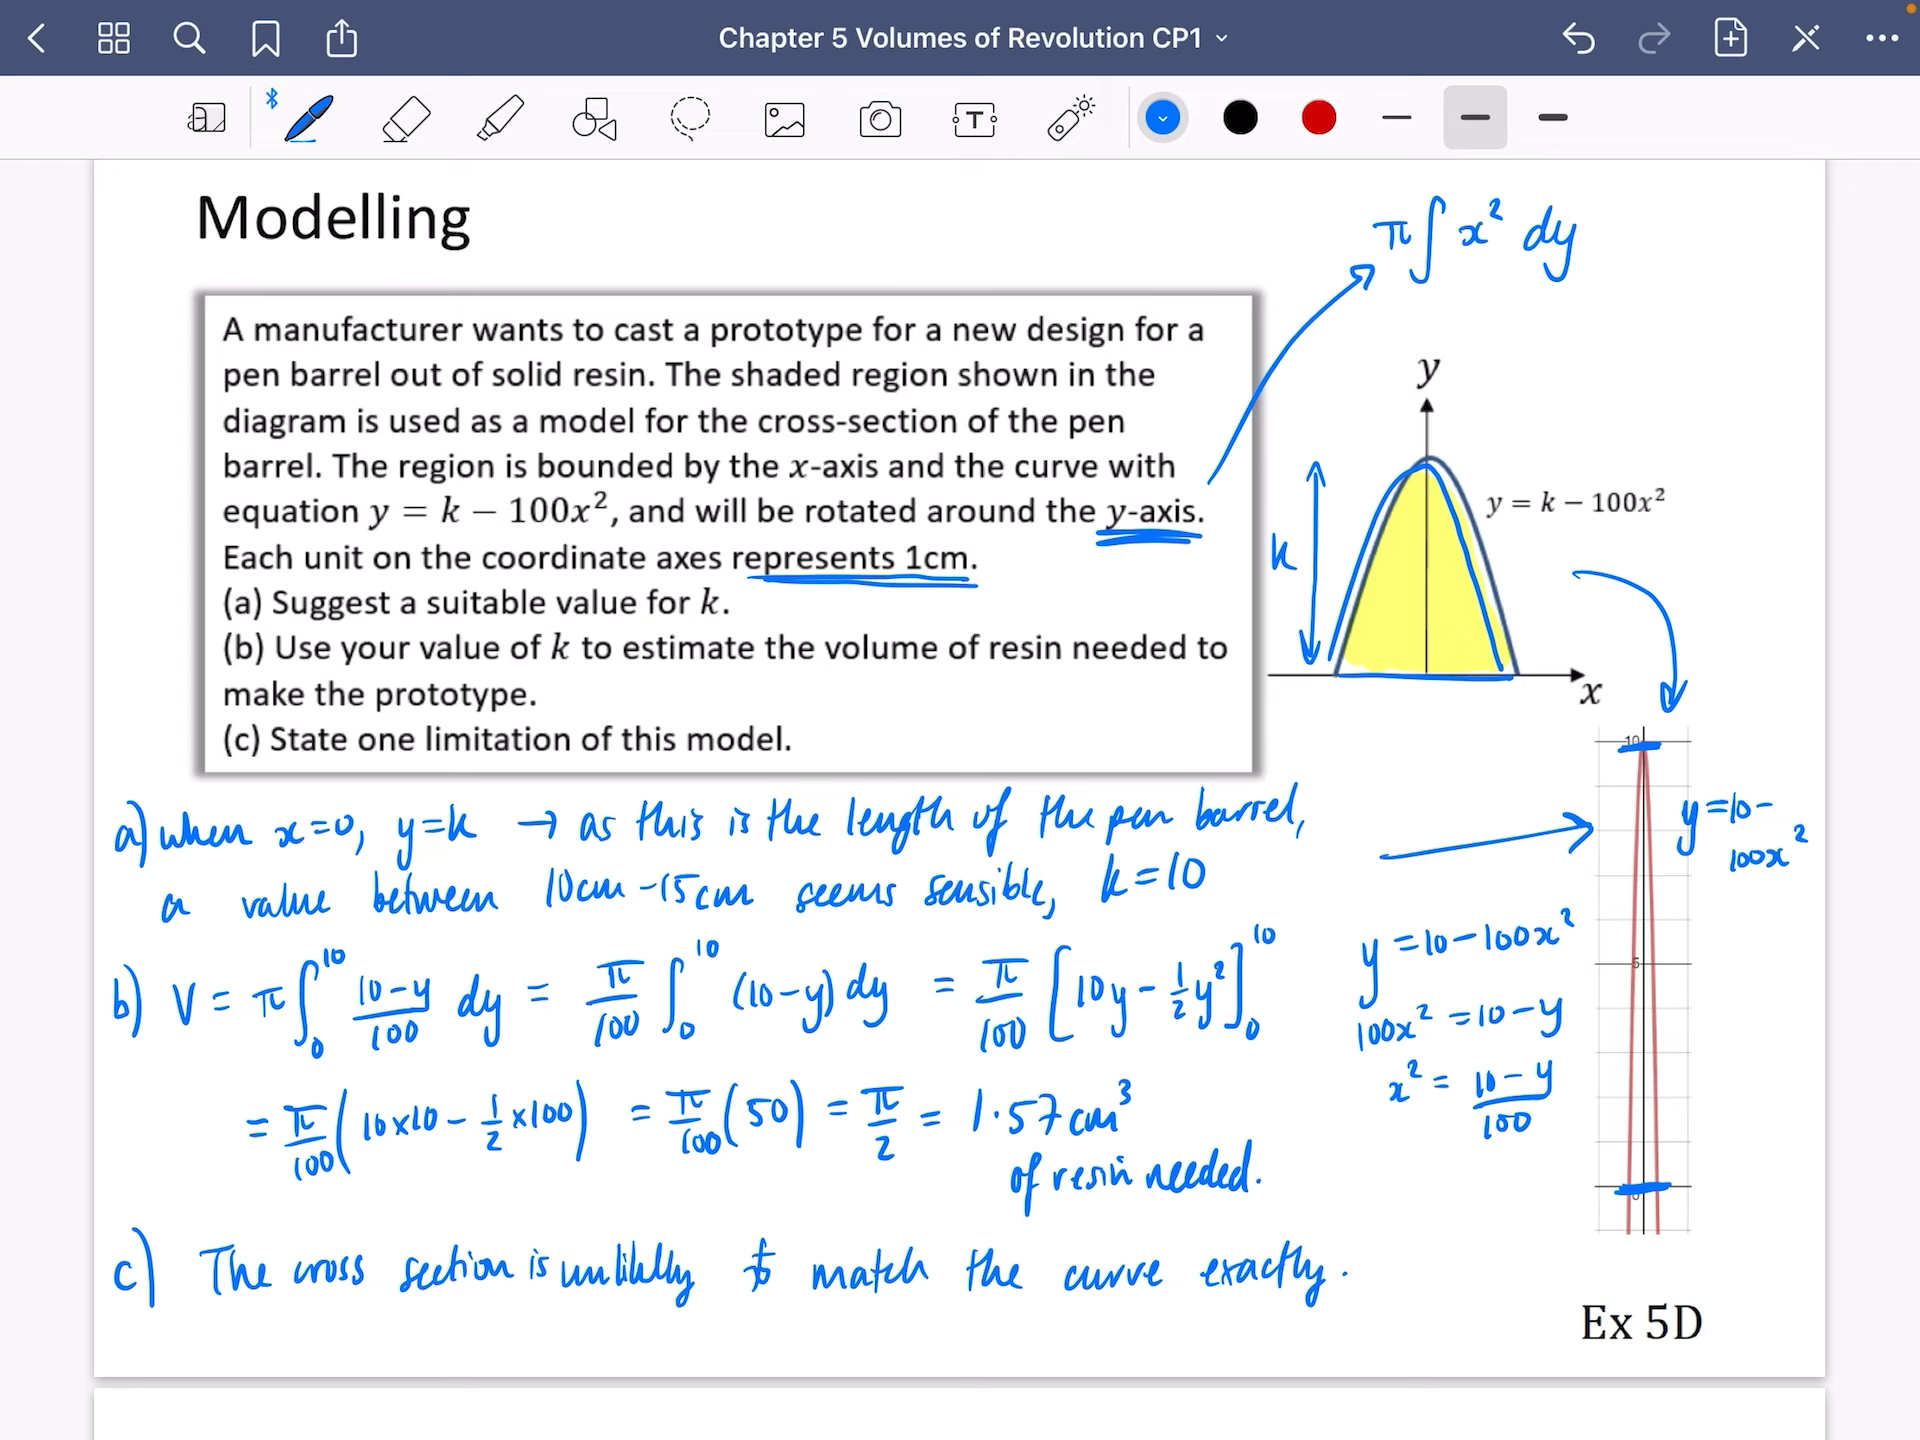 Chapter 5 Volumes of Revolution CP1
Modelling
π∫ x² dy
A manufacturer wants to cast a prototype for a new design for a
pen barrel out of solid resin. The shaded region shown in the
diagram is used as a model for the cross-section of the pen
barrel. The region is bounded by the x-axis and the curve with
equation y = k − 100x², and will be rotated around the y-axis.
Each unit on the coordinate axes represents 1cm.
(a) Suggest a suitable value for k.
(b) Use your value of k to estimate the volume of resin needed to
make the prototype.
(c) State one limitation of this model.
y
y = k − 100x²
k
x
a) when x=0, y=k → as this is the length of the pen barrel,
a value between 10cm -15cm seems sensible, k=10
10
5
0
y=10-
100x²
b) V = π∫₀¹⁰ (10-y)/100 dy = π/100 ∫₀¹⁰ (10-y) dy = π/100 [10y - ½y²]₀¹⁰
= π/100 (10x10 - ½ x100) = π/100 (50) = π/2 = 1.57cm³
of resin needed.
y = 10-100x²
100x² = 10-y
x² = (10-y)/100
c) The cross section is unlikely to match the curve exactly.
Ex 5D